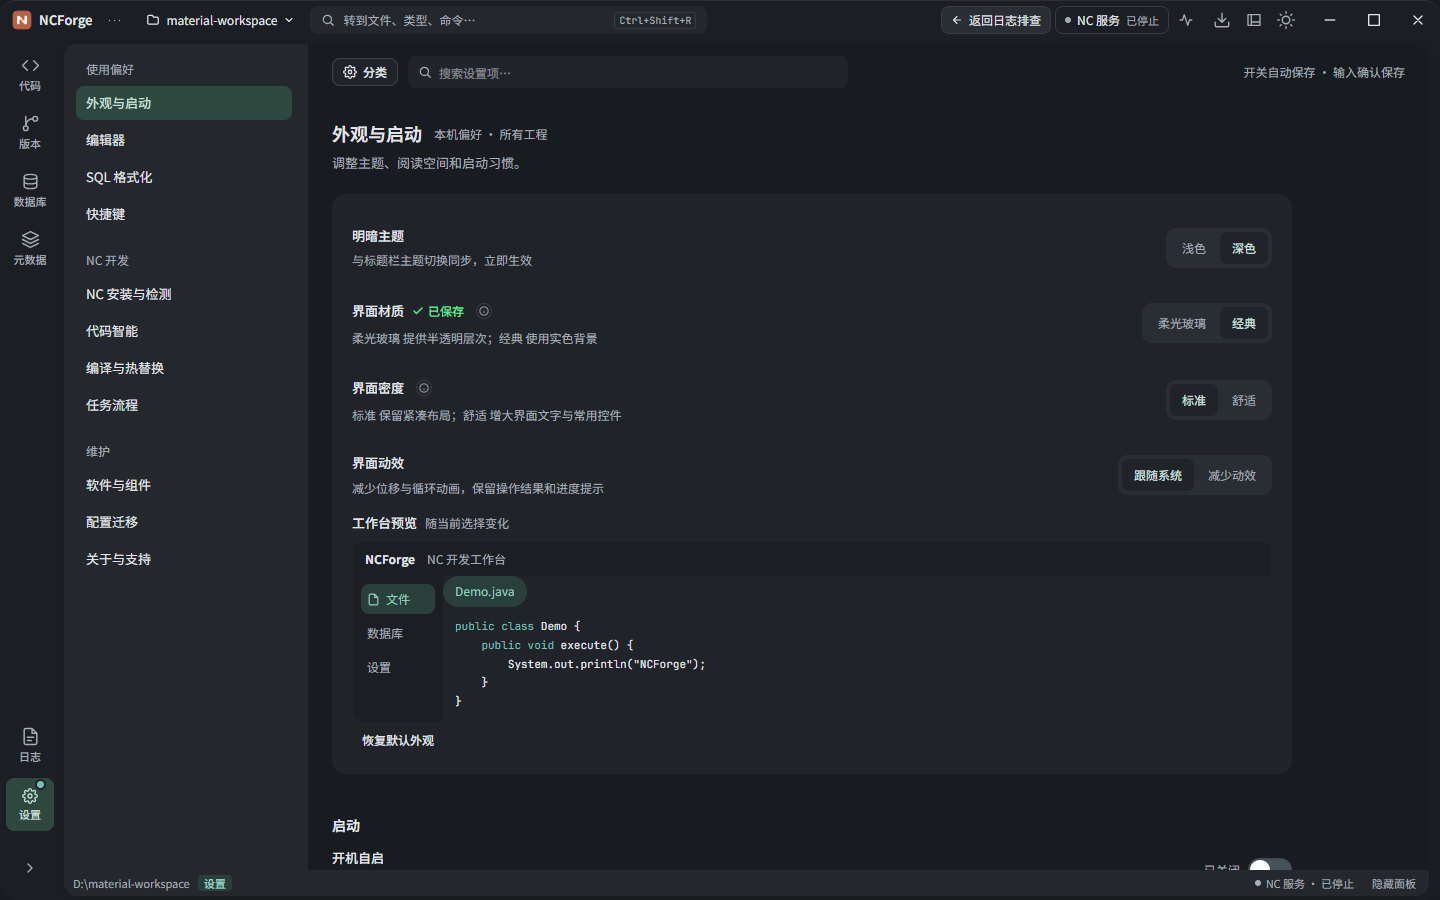 NCForge ··· material-workspace 转到文件、类型、命令··· Ctrl+Shift+R 返回日志排查 NC 服务 已停止
代码
版本
数据库
元数据
日志
设置
使用偏好
外观与启动
编辑器
SQL 格式化
快捷键
NC 开发
NC 安装与检测
代码智能
编译与热替换
任务流程
维护
软件与组件
配置迁移
关于与支持
分类 搜索设置项··· 开关自动保存 · 输入确认保存
外观与启动 本机偏好 · 所有工程
调整主题、阅读空间和启动习惯。
明暗主题
与标题栏主题切换同步，立即生效
浅色 深色
界面材质 已保存
柔光玻璃 提供半透明层次；经典 使用实色背景
柔光玻璃 经典
界面密度
标准 保留紧凑布局；舒适 增大界面文字与常用控件
标准 舒适
界面动效
减少位移与循环动画，保留操作结果和进度提示
跟随系统 减少动效
工作台预览 随当前选择变化
NCForge NC 开发工作台
文件
数据库
设置
Demo.java
public class Demo {
    public void execute() {
        System.out.println("NCForge");
    }
}
恢复默认外观
启动
开机自启
已关闭
D:\material-workspace 设置 NC 服务 · 已停止 隐藏面板